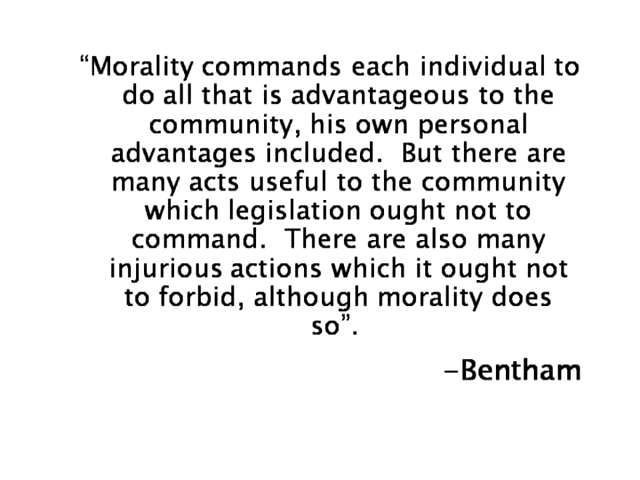 “Morality commands each individual to
do all that is advantageous to the
community, his own personal
advantages included.  But there are
many acts useful to the community
which legislation ought not to
command.  There are also many
injurious actions which it ought not
to forbid, although morality does
so”.
–Bentham